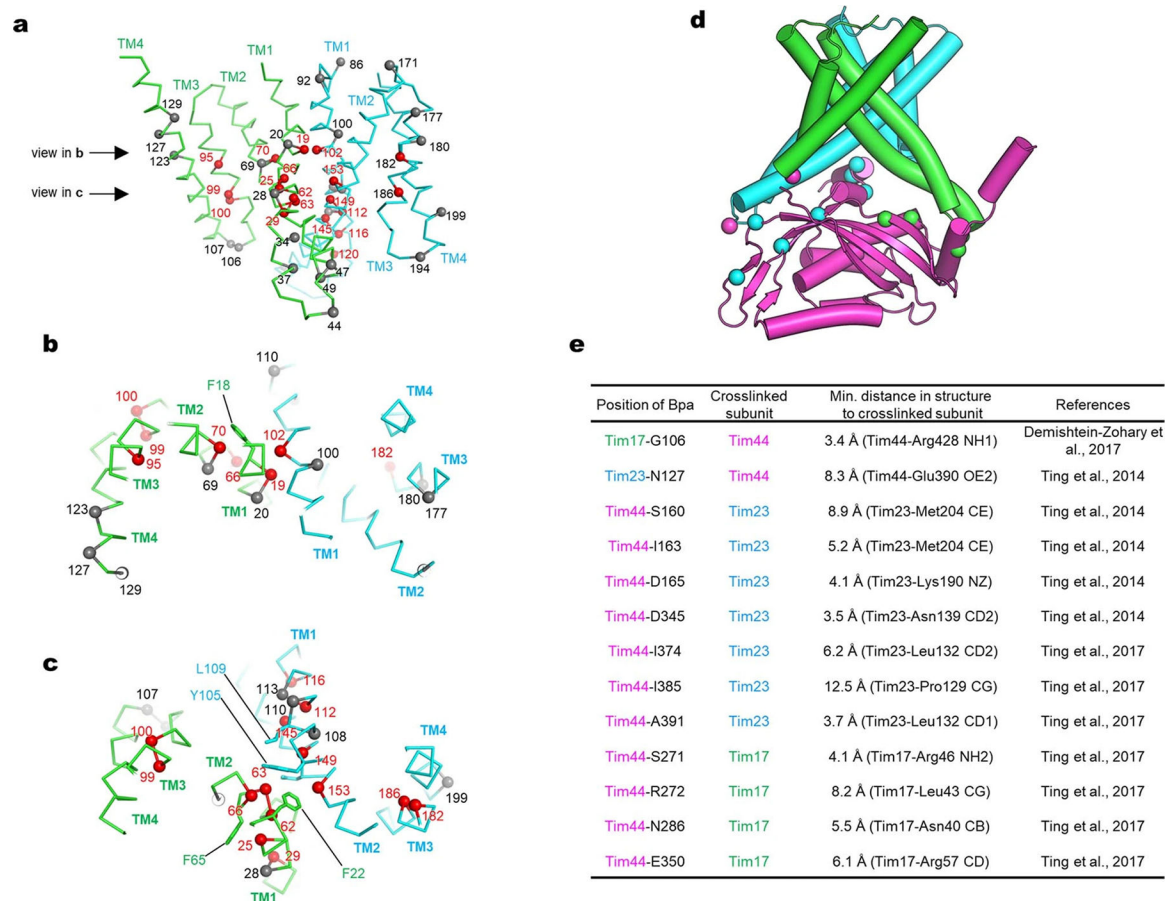 a
TM4
TM3
TM2
TM1
TM1
86
92
171
TM2
129
127
123
20
19
100
102
177
180
view in b
95
70
69
66
153
182
view in c
99
25
28
62
63
149
112
186
199
100
29
145
116
34
107
106
120
37
47
49
TM3
194
TM4
44
b
110
100
F18
TM2
70
102
TM4
99
95
100
182
TM3
TM3
69
66
19
180
177
123
TM1
20
TM4
TM1
127
129
TM2
c
TM1
L109
107
Y105
113
116
110
112
100
145
108
TM4
TM2
63
149
99
TM3
153
186
199
66
182
TM4
62
25
TM2
TM3
F65
29
28
F22
TM1
d
e
Position of Bpa Crosslinked subunit Min. distance in structure to crosslinked subunit References
Tim17-G106 Tim44 3.4 Å (Tim44-Arg428 NH1) Demishtein-Zohary et al., 2017
Tim23-N127 Tim44 8.3 Å (Tim44-Glu390 OE2) Ting et al., 2014
Tim44-S160 Tim23 8.9 Å (Tim23-Met204 CE) Ting et al., 2014
Tim44-I163 Tim23 5.2 Å (Tim23-Met204 CE) Ting et al., 2014
Tim44-D165 Tim23 4.1 Å (Tim23-Lys190 NZ) Ting et al., 2014
Tim44-D345 Tim23 3.5 Å (Tim23-Asn139 CD2) Ting et al., 2014
Tim44-I374 Tim23 6.2 Å (Tim23-Leu132 CD2) Ting et al., 2017
Tim44-I385 Tim23 12.5 Å (Tim23-Pro129 CG) Ting et al., 2017
Tim44-A391 Tim23 3.7 Å (Tim23-Leu132 CD1) Ting et al., 2017
Tim44-S271 Tim17 4.1 Å (Tim17-Arg46 NH2) Ting et al., 2017
Tim44-R272 Tim17 8.2 Å (Tim17-Leu43 CG) Ting et al., 2017
Tim44-N286 Tim17 5.5 Å (Tim17-Asn40 CB) Ting et al., 2017
Tim44-E350 Tim17 6.1 Å (Tim17-Arg57 CD) Ting et al., 2017